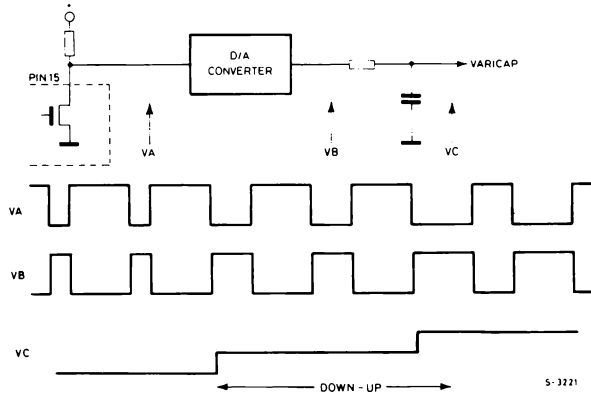 +
D/A
CONVERTER
VARICAP
PIN 15
VA
VB
VC
VA
VB
VC
DOWN - UP
S-3221